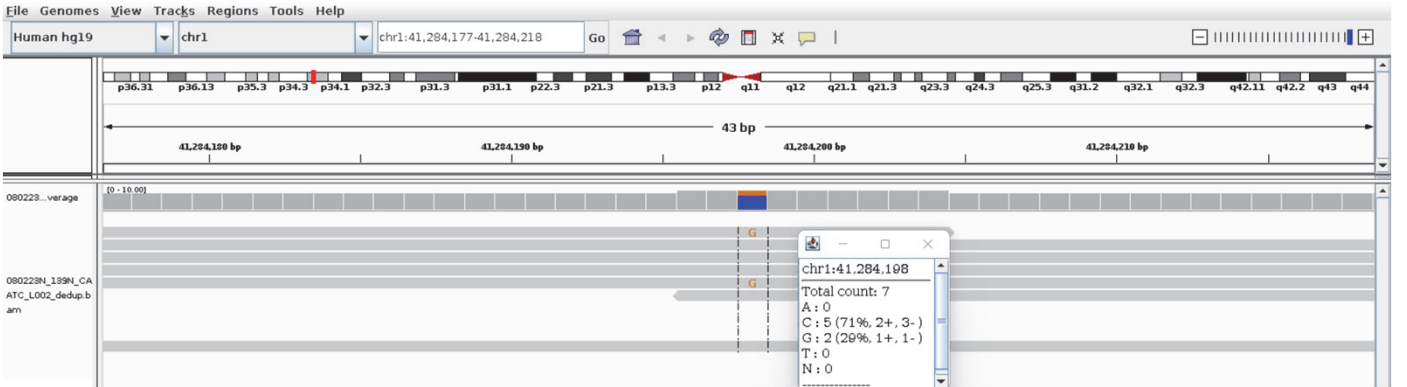 File Genomes View Tracks Regions Tools Help
Human hg19 chr1 chr1:41,284,177-41,284,218 Go
p36.31 p36.13 p35.3 p34.3 p34.1 p32.3 p31.3 p31.1 p22.3 p21.3 p13.3 p12 q11 q12 q21.1 q21.3 q23.3 q24.3 q25.3 q31.2 q32.1 q32.3 q42.11 q42.2 q43 q44
43 bp
41,284,180 bp 41,284,190 bp 41,284,200 bp 41,284,210 bp
[0 - 10.00]
080223...verage
G
chr1:41,284,198
G
080223N_139N_CA
ATC_L002_dedup.b
am
Total count: 7
A : 0
C : 5 (71%, 2+, 3- )
G : 2 (29%, 1+, 1- )
T : 0
N : 0
---------------